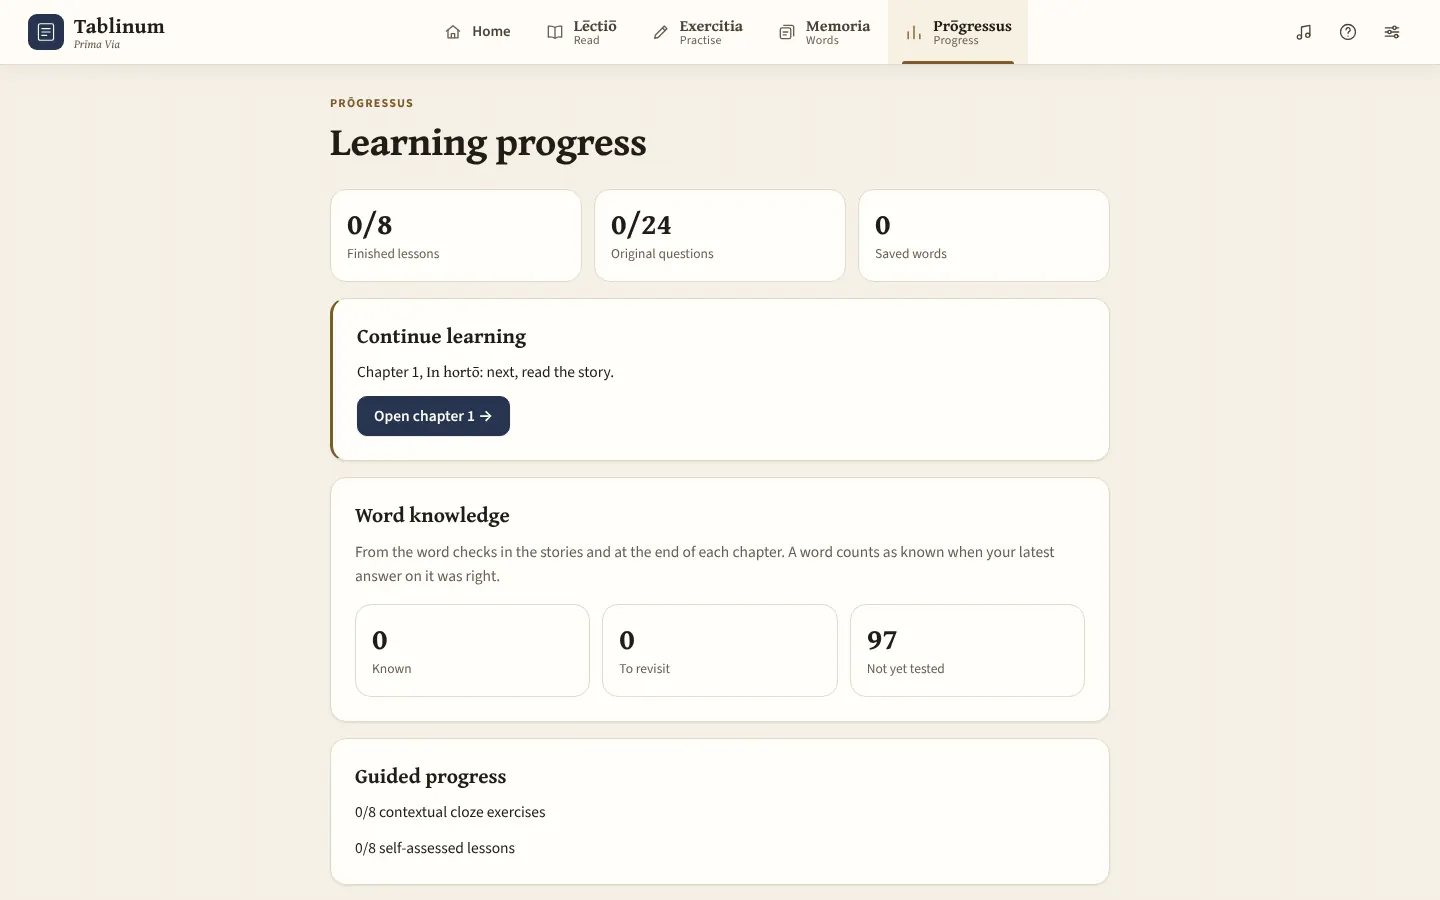 Tablinum
Prīma Via
Home
Lēctiō
Read
Exercitia
Practise
Memoria
Words
Prōgressus
Progress
PRŌGRESSUS
Learning progress
0/8
Finished lessons
0/24
Original questions
0
Saved words
Continue learning
Chapter 1, In hortō: next, read the story.
Open chapter 1 →
Word knowledge
From the word checks in the stories and at the end of each chapter. A word counts as known when your latest
answer on it was right.
0
Known
0
To revisit
97
Not yet tested
Guided progress
0/8 contextual cloze exercises
0/8 self-assessed lessons